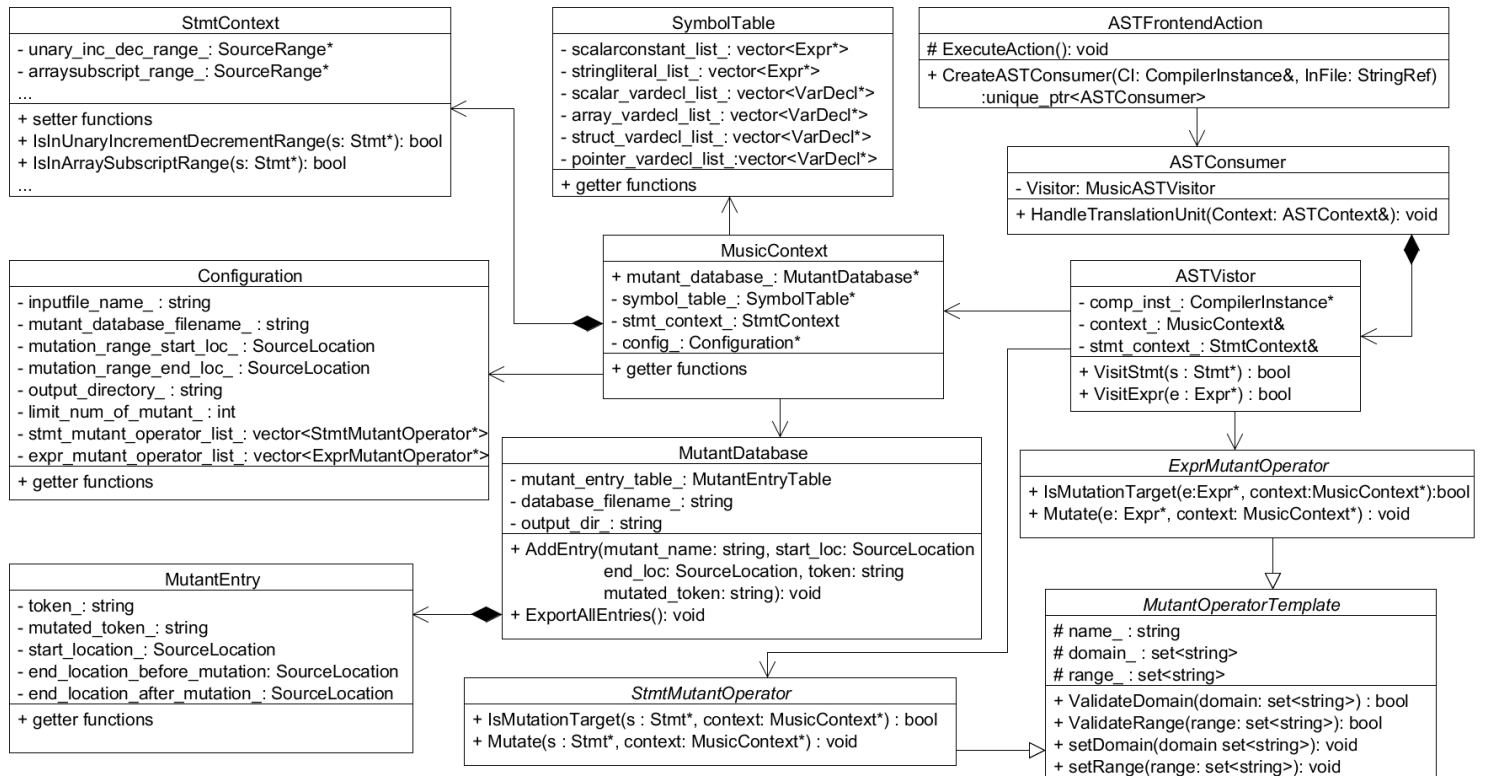 StmtContext
- unary_inc_dec_range_: SourceRange*
- arraysubscript_range_: SourceRange*
...
+ setter functions
+ IsInUnaryIncrementDecrementRange(s: Stmt*): bool
+ IsInArraySubscriptRange(s: Stmt*): bool
...
SymbolTable
- scalarconstant_list_: vector<Expr*>
- stringliteral_list_: vector<Expr*>
- scalar_vardecl_list_: vector<VarDecl*>
- array_vardecl_list_: vector<VarDecl*>
- struct_vardecl_list_: vector<VarDecl*>
- pointer_vardecl_list_:vector<VarDecl*>
+ getter functions
ASTFrontendAction
# ExecuteAction(): void
+ CreateASTConsumer(CI: CompilerInstance&, InFile: StringRef)
:unique_ptr<ASTConsumer>
ASTConsumer
- Visitor: MusicASTVisitor
+ HandleTranslationUnit(Context: ASTContext&): void
MusicContext
+ mutant_database_: MutantDatabase*
- symbol_table_: SymbolTable*
- stmt_context_: StmtContext
- config_: Configuration*
+ getter functions
ASTVistor
- comp_inst_: CompilerInstance*
- context_: MusicContext&
- stmt_context_: StmtContext&
+ VisitStmt(s : Stmt*) : bool
+ VisitExpr(e : Expr*) : bool
Configuration
- inputfile_name_: string
- mutant_database_filename_ : string
- mutation_range_start_loc_ : SourceLocation
- mutation_range_end_loc_ : SourceLocation
- output_directory_ : string
- limit_num_of_mutant_ : int
- stmt_mutant_operator_list_: vector<StmtMutantOperator*>
- expr_mutant_operator_list_: vector<ExprMutantOperator*>
+ getter functions
MutantDatabase
- mutant_entry_table_: MutantEntryTable
- database_filename_: string
- output_dir_: string
+ AddEntry(mutant_name: string, start_loc: SourceLocation
end_loc: SourceLocation, token: string
mutated_token: string): void
+ ExportAllEntries(): void
ExprMutantOperator
+ IsMutationTarget(e:Expr*, context:MusicContext*):bool
+ Mutate(e: Expr*, context: MusicContext*) : void
MutantEntry
- token_: string
- mutated_token_: string
- start_location_: SourceLocation
- end_location_before_mutation: SourceLocation
- end_location_after_mutation_: SourceLocation
+ getter functions
StmtMutantOperator
+ IsMutationTarget(s : Stmt*, context: MusicContext*) : bool
+ Mutate(s : Stmt*, context: MusicContext*) : void
MutantOperatorTemplate
# name_ : string
# domain_ : set<string>
# range_ : set<string>
+ ValidateDomain(domain: set<string>) : bool
+ ValidateRange(range: set<string>): bool
+ setDomain(domain set<string>): void
+ setRange(range: set<string>): void